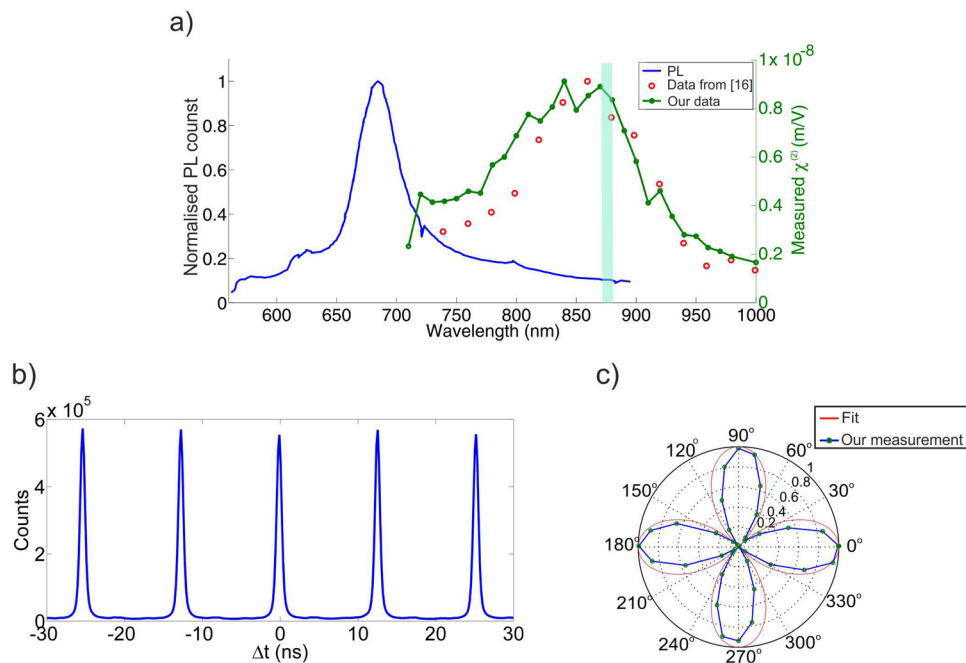 a)
1 × 10^-8
1
0.8
0.6
0.4
0.2
0
Normalised PL counst
PL
Data from [16]
Our data
1
0.8
0.6
0.4
0.2
0
Measured χ^(2) (m/V)
600 650 700 750 800 850 900 950 1000
Wavelength (nm)
b)
6 × 10^5
4
2
0
Counts
-30 -20 -10 0 10 20 30
Δt (ns)
c)
Fit
Our measurement
90°
120° 60°
150° 30°
180° 0°
210° 330°
240° 300°
270°
1
0.8
0.6
0.4
0.2